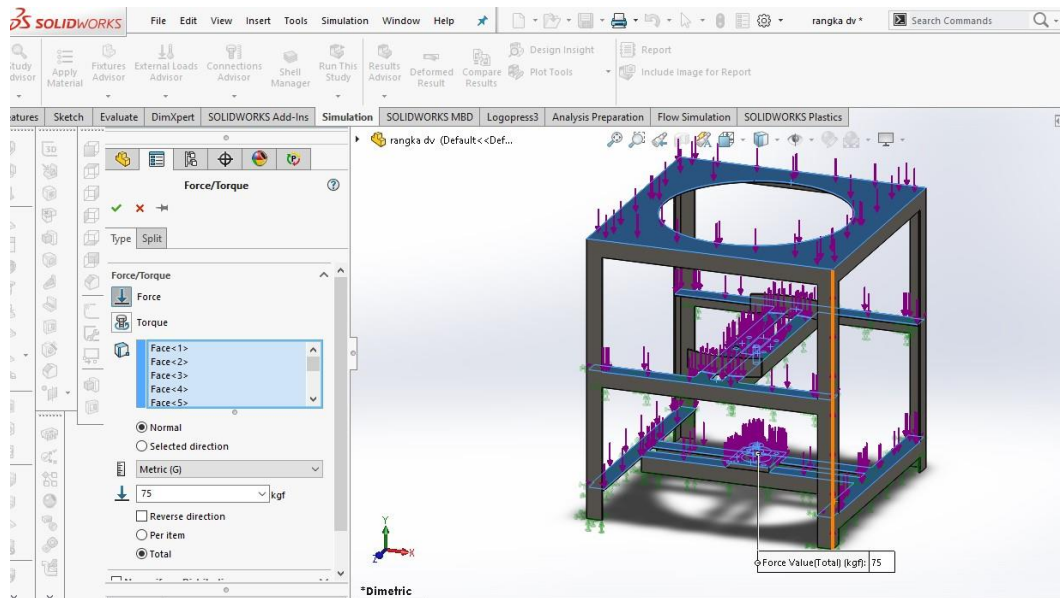 SOLIDWORKS File Edit View Insert Tools Simulation Window Help rangka dv * Search Commands
Study Advisor
Apply Material
Fixtures Advisor
External Loads Advisor
Connections Advisor
Shell Manager
Run This Study
Results Advisor
Deformed Result
Compare Results
Design Insight
Plot Tools
Report
Include Image for Report
atures Sketch Evaluate DimXpert SOLIDWORKS Add-Ins Simulation SOLIDWORKS MBD Logopress3 Analysis Preparation Flow Simulation SOLIDWORKS Plastics
rangka dv (Default<<Def...
Force/Torque
Type Split
Force/Torque
Force
Torque
Face<1>
Face<2>
Face<3>
Face<4>
Face<5>
Normal
Selected direction
Metric (G)
75 kgf
Reverse direction
Per item
Total
Y
X
Z
Force Value(Total) (kgf): 75
*Dimetric